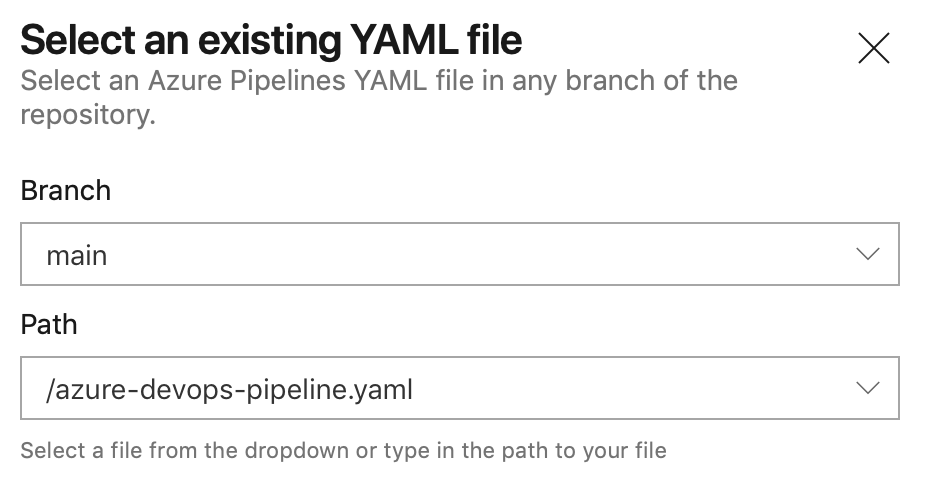 Select an existing YAML file
Select an Azure Pipelines YAML file in any branch of the
repository.
Branch
main
Path
/azure-devops-pipeline.yaml
Select a file from the dropdown or type in the path to your file